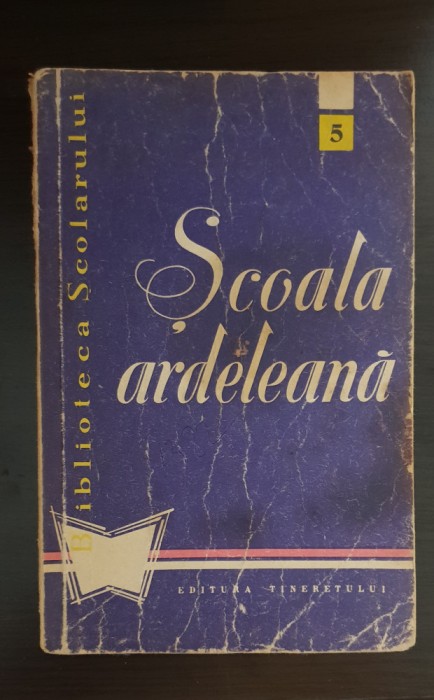 Biblioteca Școlarului
5
Școala
ardeleană
EDITURA TINERETULUI